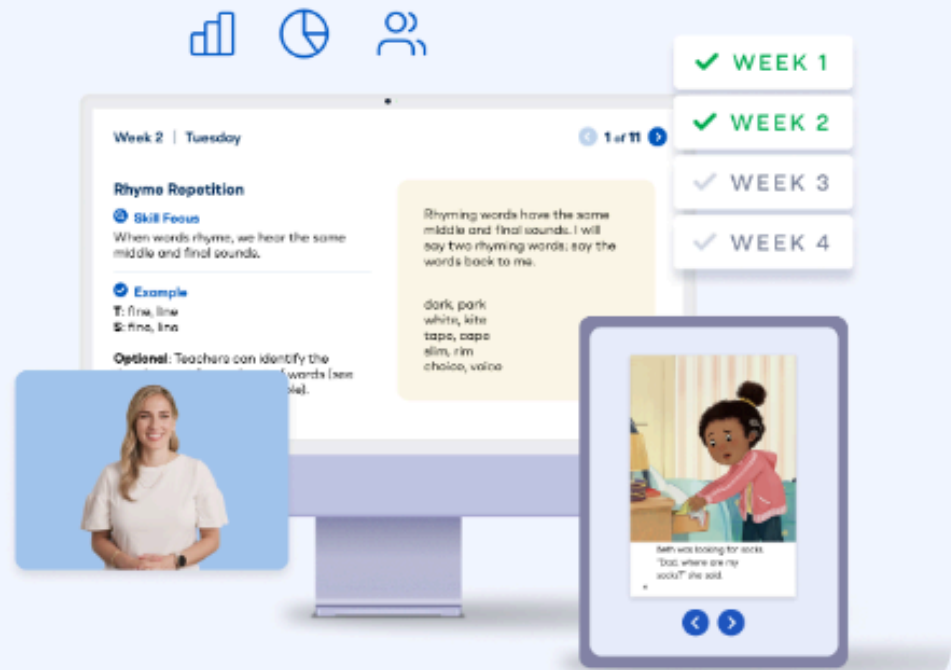 WEEK 1
WEEK 2
WEEK 3
WEEK 4
Week 2 | Tuesday
1 of 11
Rhyme Repetition
Skill Focus
When words rhyme, we hear the same
middle and final sounds.
Example
T: fine, line
S: fine, line
Optional: Teachers can identify the
words (see
Rhyming words have the same
middle and final sounds. I will
say two rhyming words; say the
words back to me.
dark, park
white, kite
tape, cape
slim, rim
choice, voice
Beth was looking for socks.
"Dad, where are my
socks?" she said.